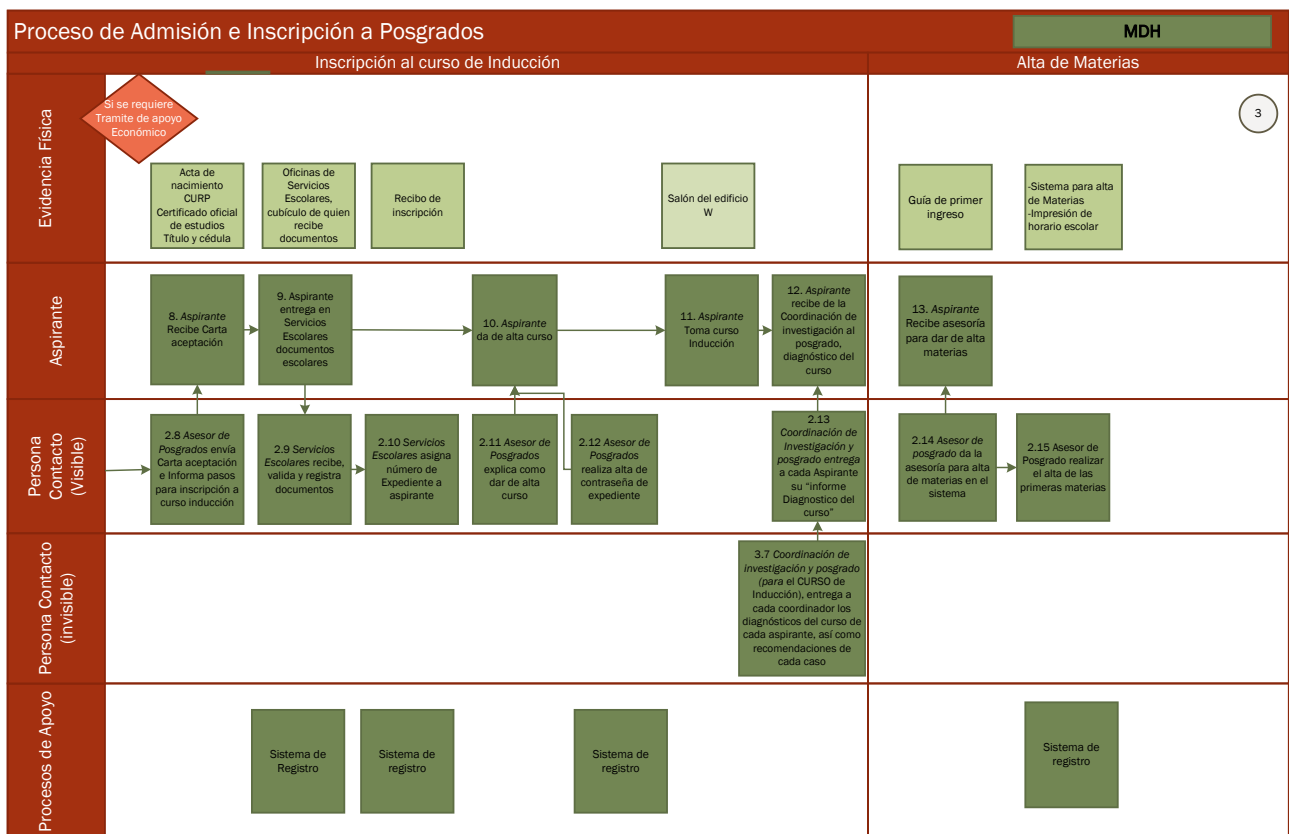 Proceso de Admisión e Inscripción a Posgrados
MDH
Inscripción al curso de Inducción
Alta de Materias
Evidencia Física
Si se requiere
Tramite de apoyo
Económico
3
Acta de
nacimiento
CURP
Certificado oficial
de estudios
Título y cédula
Oficinas de
Servicios
Escolares,
cubículo de quien
recibe
documentos
Recibo de
inscripción
Salón del edificio
W
Guía de primer
ingreso
-Sistema para alta
de Materias
-Impresión de
horario escolar
Aspirante
8. Aspirante
Recibe Carta
aceptación
9. Aspirante
entrega en
Servicios
Escolares
documentos
escolares
10. Aspirante
da de alta curso
11. Aspirante
Toma curso
Inducción
12. Aspirante
recibe de la
Coordinación de
investigación al
posgrado,
diagnóstico del
curso
13. Aspirante
Recibe asesoría
para dar de alta
materias
Persona
Contacto
(Visible)
2.8 Asesor de
Posgrados envía
Carta aceptación
e Informa pasos
para inscripción a
curso inducción
2.9 Servicios
Escolares recibe,
valida y registra
documentos
2.10 Servicios
Escolares asigna
número de
Expediente a
aspirante
2.11 Asesor de
Posgrados
explica como
dar de alta
curso
2.12 Asesor de
Posgrados
realiza alta de
contraseña de
expediente
2.13
Coordinación de
Investigación y
posgrado entrega
a cada Aspirante
su “informe
Diagnostico del
curso”
2.14 Asesor de
posgrado da la
asesoría para alta
de materias en el
sistema
2.15 Asesor de
Posgrado realizar
el alta de las
primeras materias
Persona Contacto
(invisible)
3.7 Coordinación de
investigación y posgrado
(para el CURSO de
Inducción), entrega a
cada coordinador los
diagnósticos del curso de
cada aspirante, así como
recomendaciones de
cada caso
Procesos de Apoyo
Sistema de
Registro
Sistema de
registro
Sistema de
registro
Sistema de
registro